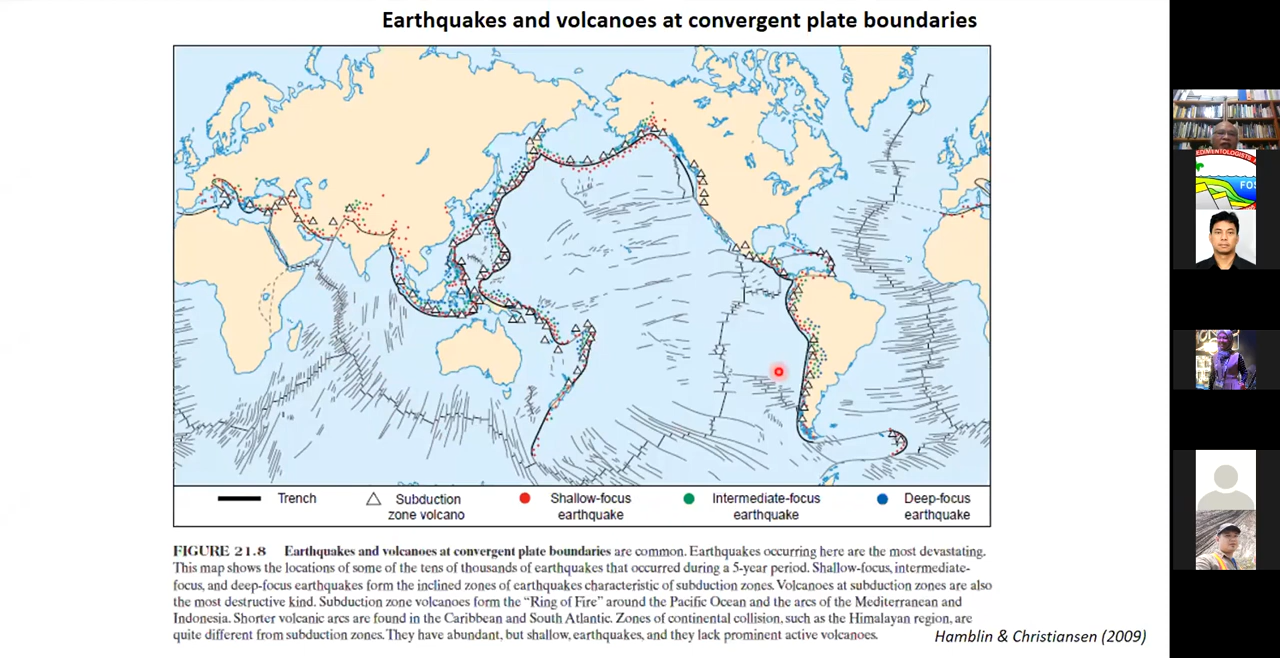 Earthquakes and volcanoes at convergent plate boundaries
Trench
Subduction
zone volcano
Shallow-focus
earthquake
Intermediate-focus
earthquake
Deep-focus
earthquake
FIGURE 21.8 Earthquakes and volcanoes at convergent plate boundaries are common. Earthquakes occurring here are the most devastating.
This map shows the locations of some of the tens of thousands of earthquakes that occurred during a 5-year period. Shallow-focus, intermediate-
focus, and deep-focus earthquakes form the inclined zones of earthquakes characteristic of subduction zones. Volcanoes at subduction zones are also
the most destructive kind. Subduction zone volcanoes form the “Ring of Fire” around the Pacific Ocean and the arcs of the Mediterranean and
Indonesia. Shorter volcanic arcs are found in the Caribbean and South Atlantic. Zones of continental collision, such as the Himalayan region, are
quite different from subduction zones. They have abundant, but shallow, earthquakes, and they lack prominent active volcanoes.
Hamblin & Christiansen (2009)
EDIMENTOLOGISTS
FOS